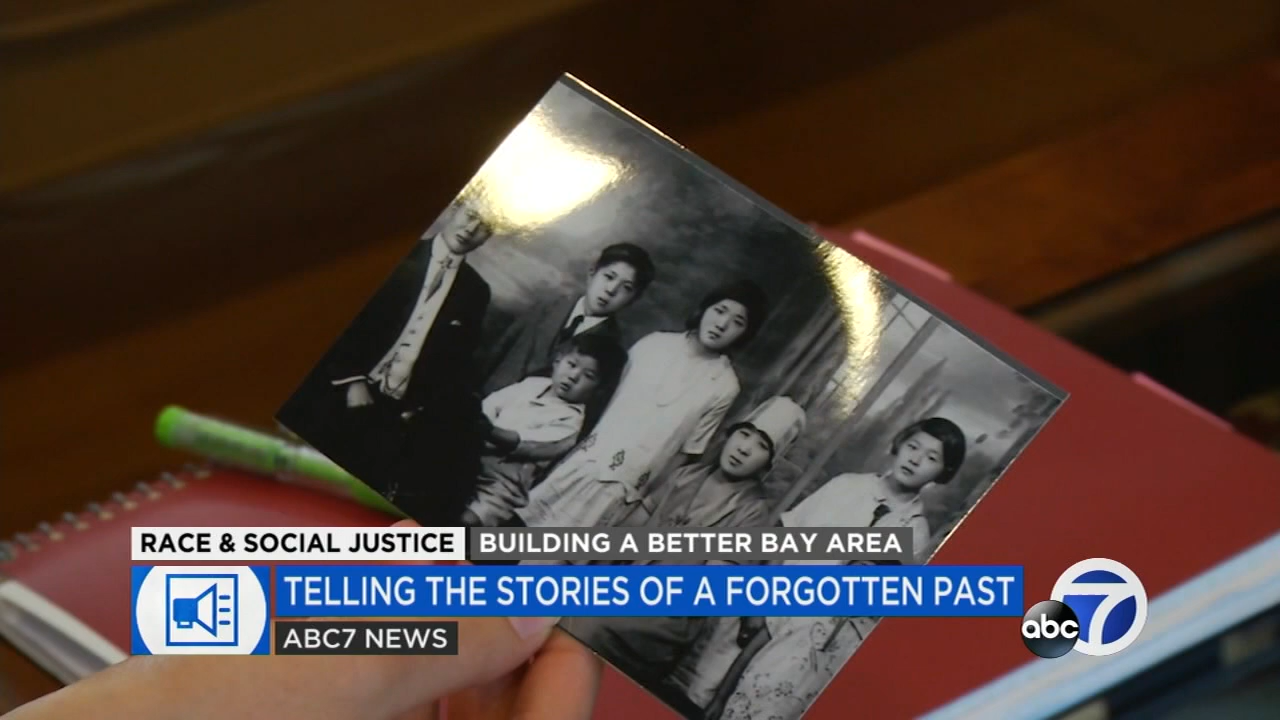 RACE & SOCIAL JUSTICE
BUILDING A BETTER BAY AREA
TELLING THE STORIES OF A FORGOTTEN PAST
ABC7 NEWS
abc 7